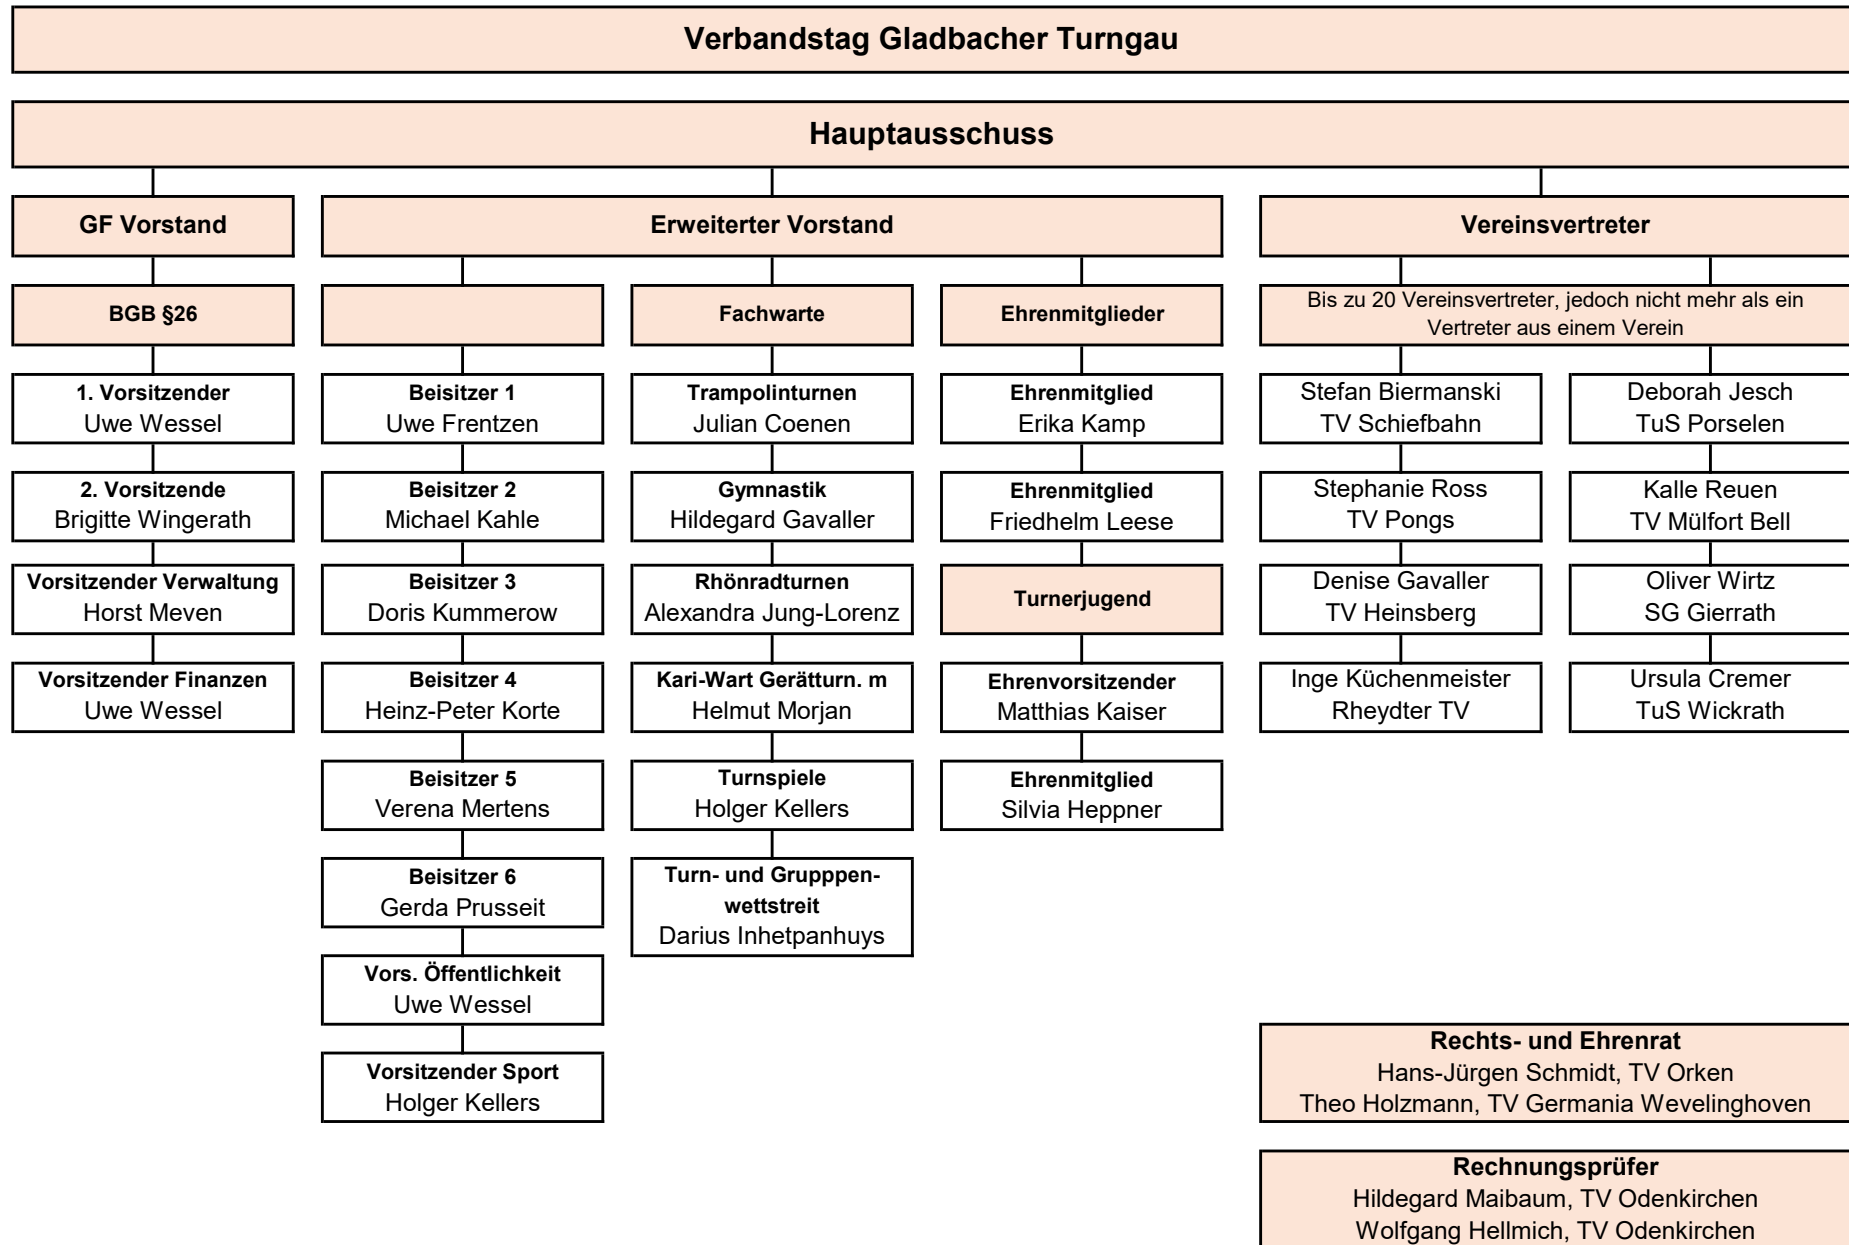 Verbandstag Gladbacher Turngau
Hauptausschuss
GF Vorstand
BGB §26
1. Vorsitzender
Uwe Wessel
2. Vorsitzende
Brigitte Wingerath
Vorsitzender Verwaltung
Horst Meven
Vorsitzender Finanzen
Uwe Wessel
Erweiterter Vorstand
Beisitzer 1
Uwe Frentzen
Beisitzer 2
Michael Kahle
Beisitzer 3
Doris Kummerow
Beisitzer 4
Heinz-Peter Korte
Beisitzer 5
Verena Mertens
Beisitzer 6
Gerda Prusseit
Vors. Öffentlichkeit
Uwe Wessel
Vorsitzender Sport
Holger Kellers
Fachwarte
Trampolinturnen
Julian Coenen
Gymnastik
Hildegard Gavaller
Rhönradturnen
Alexandra Jung-Lorenz
Kari-Wart Gerätturn. m
Helmut Morjan
Turnspiele
Holger Kellers
Turn- und Grupppen-
wettstreit
Darius Inhetpanhuys
Ehrenmitglieder
Ehrenmitglied
Erika Kamp
Ehrenmitglied
Friedhelm Leese
Turnerjugend
Ehrenvorsitzender
Matthias Kaiser
Ehrenmitglied
Silvia Heppner
Vereinsvertreter
Bis zu 20 Vereinsvertreter, jedoch nicht mehr als ein
Vertreter aus einem Verein
Stefan Biermanski
TV Schiefbahn
Stephanie Ross
TV Pongs
Denise Gavaller
TV Heinsberg
Inge Küchenmeister
Rheydter TV
Deborah Jesch
TuS Porselen
Kalle Reuen
TV Mülfort Bell
Oliver Wirtz
SG Gierrath
Ursula Cremer
TuS Wickrath
Rechts- und Ehrenrat
Hans-Jürgen Schmidt, TV Orken
Theo Holzmann, TV Germania Wevelinghoven
Rechnungsprüfer
Hildegard Maibaum, TV Odenkirchen
Wolfgang Hellmich, TV Odenkirchen